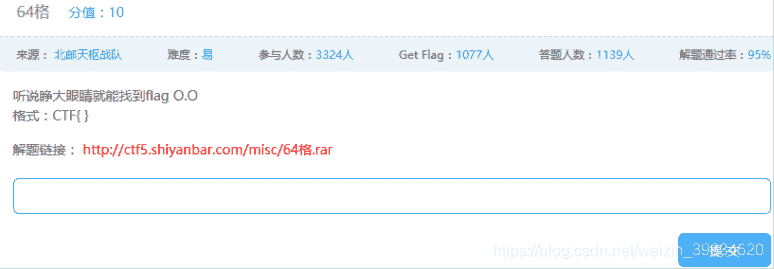 64格 分值：10
来源： 北邮天枢战队 难度：易 参与人数：3324人 Get Flag：1077人 答题人数：1139人 解题通过率：95%
听说睁大眼睛就能找到flag O.O
格式：CTF{ }
解题链接： http://ctf5.shiyanbar.com/misc/64格.rar
提交
https://blog.csdn.net/weixin_